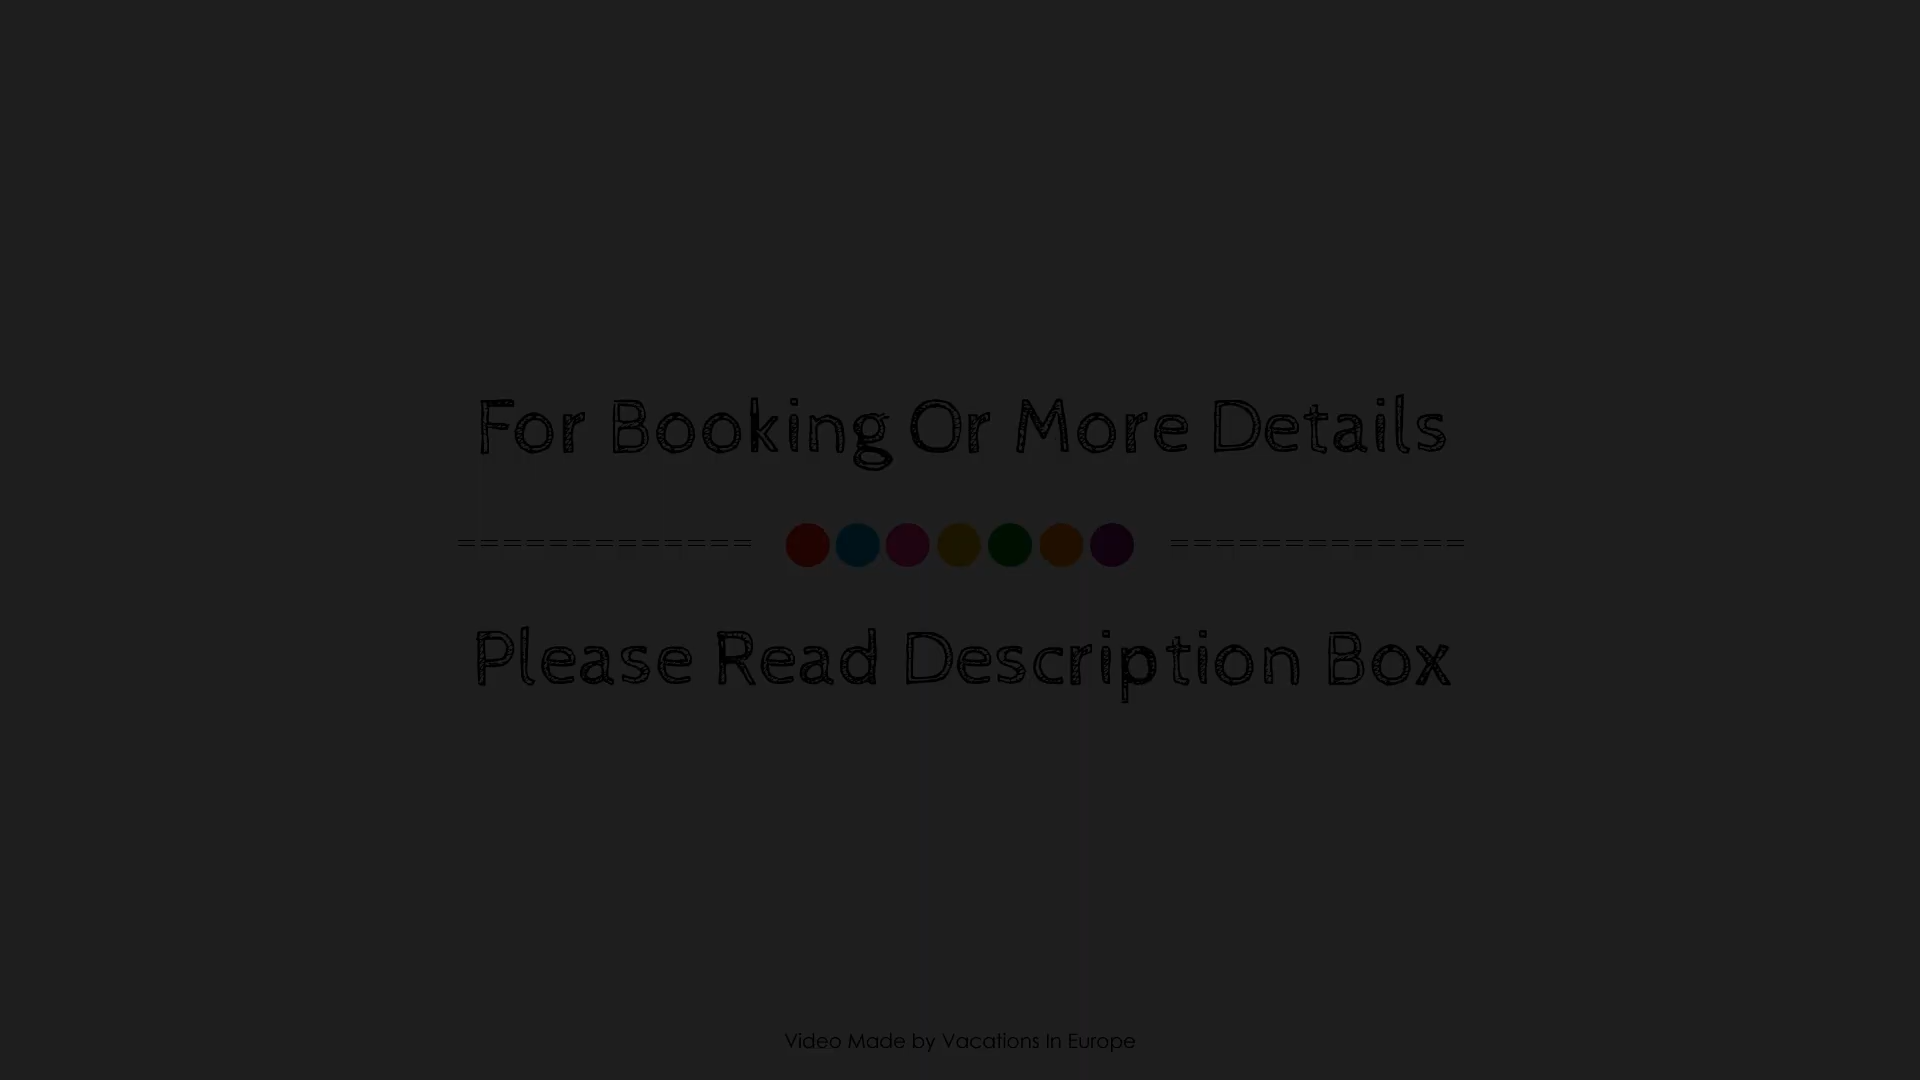 For Booking Or More Details
============= =============
Please Read Description Box
Video Made by Vacations In Europe